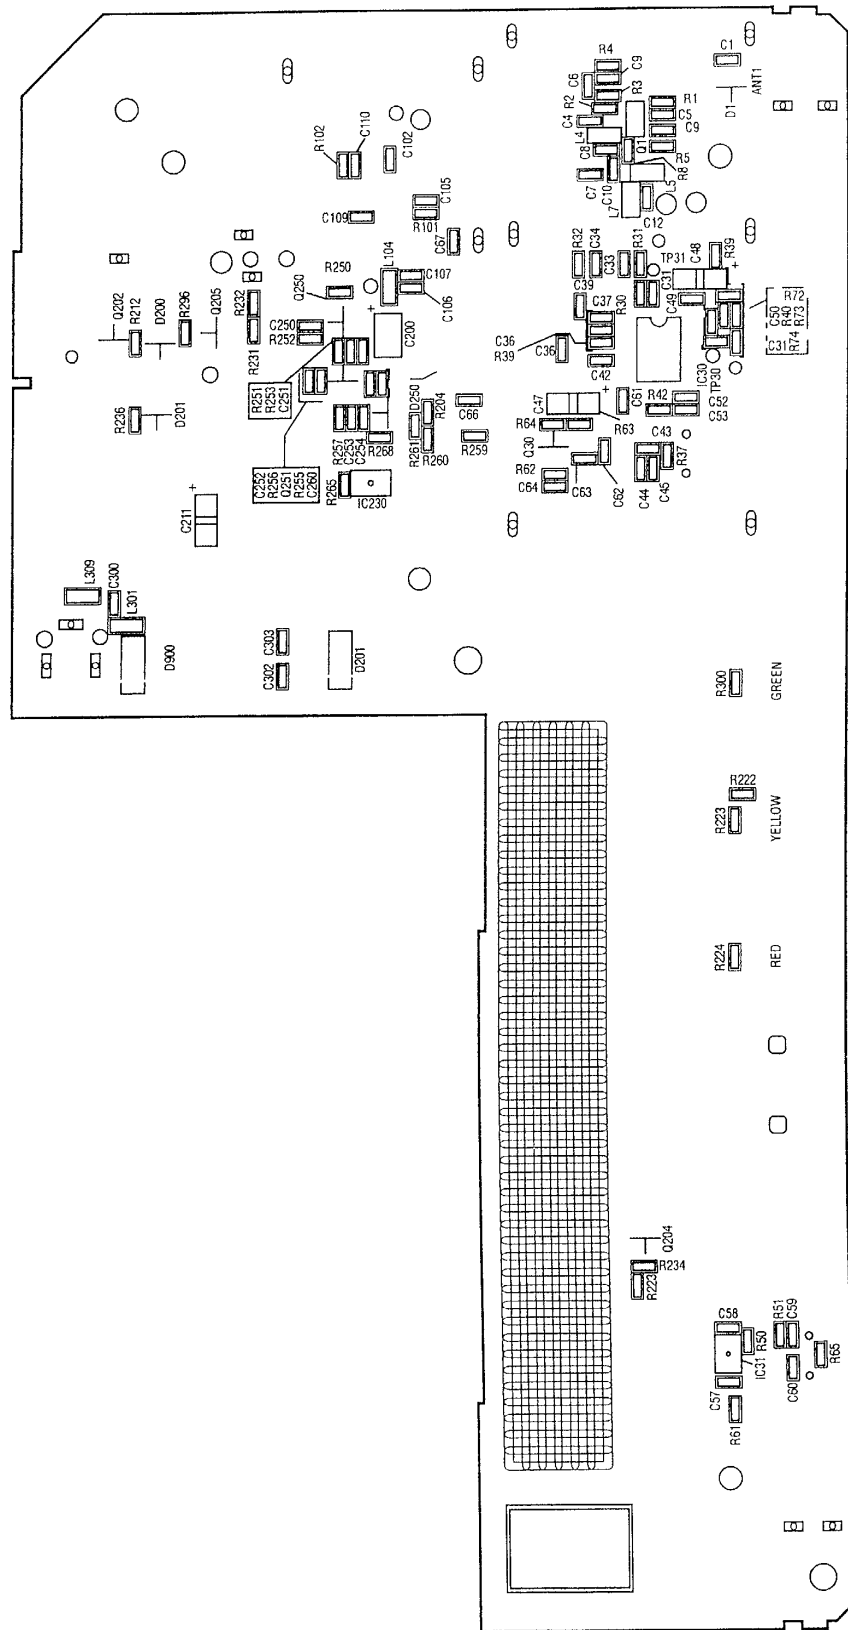 R4
C9
C6
R3
R2
C4
L4
C8
C7
C10
L7
Q1
R1
C5
C9
R5
R8
L5
C12
C1
D1
ANT1
R102
C110
C102
C109
C105
R101
C67
L104
C107
C106
Q250
R250
C250
R252
C200
Q202
R212
D200
R296
Q205
R232
R231
R236
D201
R251
R253
C251
C252
R256
Q251
R255
C260
R257
C253
C254
R268
D250
R204
R261
R260
C66
R259
R265
IC230
+
C211
+
R32
C34
C33
R31
TP31
C31
C48
R39
+
C39
C37
R30
C49
C36
R39
C36
C42
R72
C50
R40
R73
C31
R74
IC30
TP30
C47
+
C61
R42
C52
C53
R64
R63
Q30
R62
C64
C63
C62
C43
R37
C44
C45
L309
C300
L301
D900
C303
C302
D201
R300
GREEN
R222
R223
YELLOW
R224
RED
Q204
R234
R223
C58
R51
C59
R50
IC31
R65
C57
C60
R61